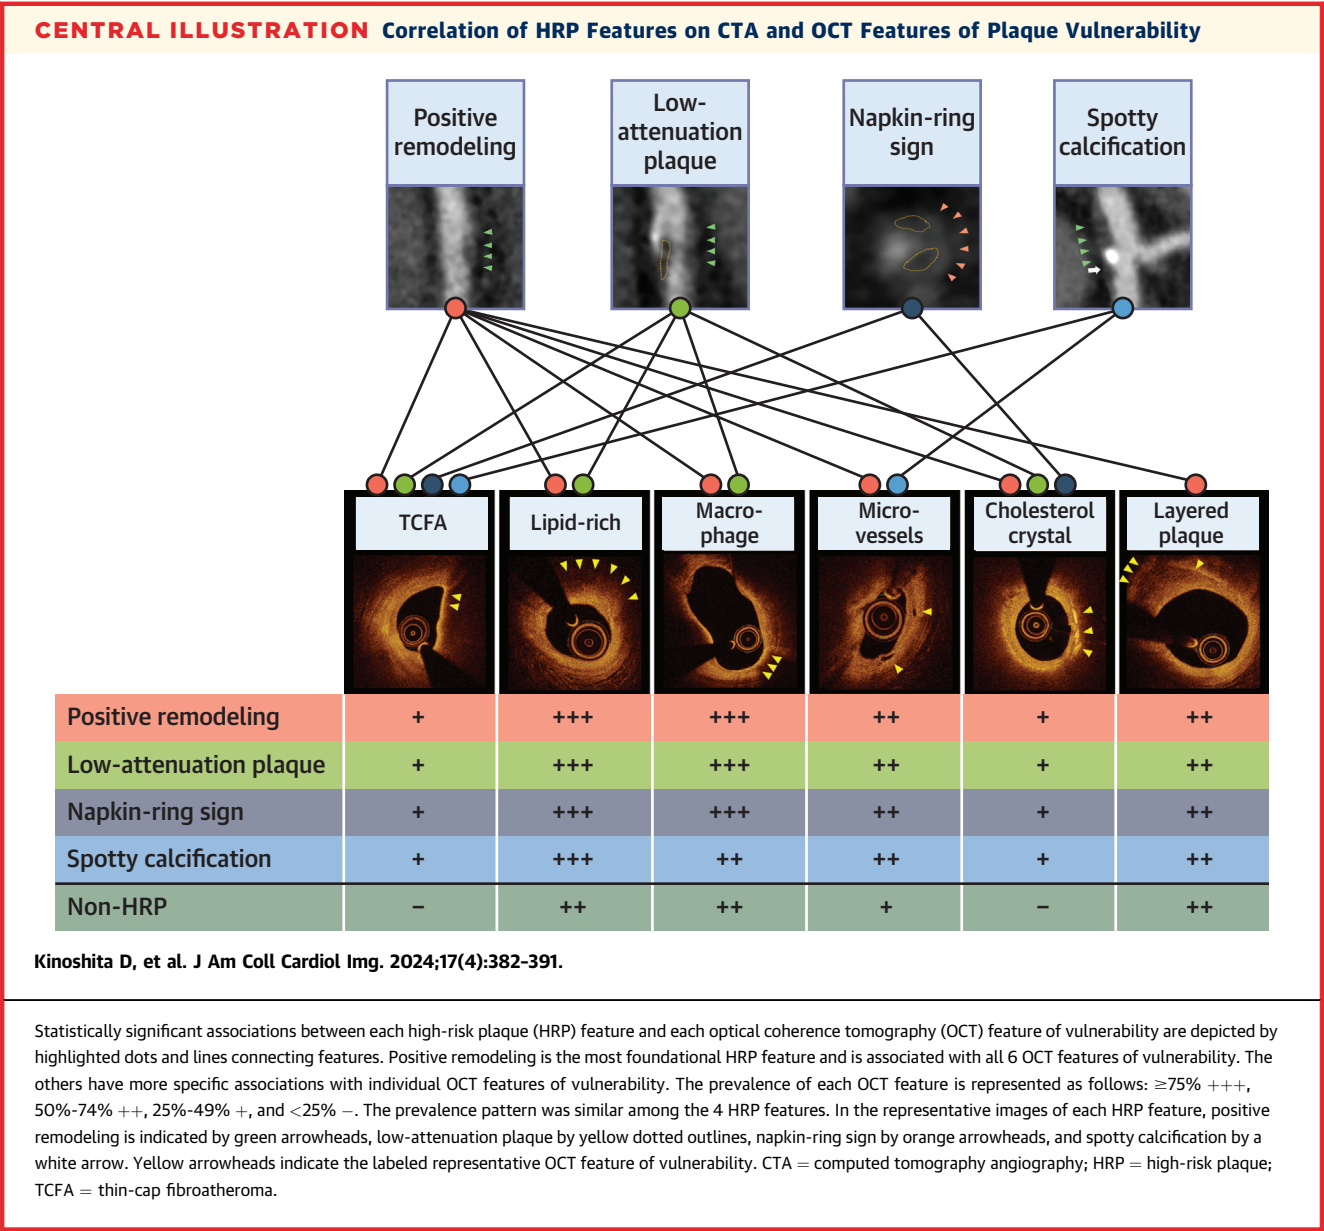 CENTRAL ILLUSTRATION Correlation of HRP Features on CTA and OCT Features of Plaque Vulnerability
Positive
remodeling
Low-
attenuation
plaque
Napkin-ring
sign
Spotty
calcification
TCFA
Lipid-rich
Macro-
phage
Micro-
vessels
Cholesterol
crystal
Layered
plaque
Positive remodeling + +++ +++ ++ + ++
Low-attenuation plaque + +++ +++ ++ + ++
Napkin-ring sign + +++ +++ ++ + ++
Spotty calcification + +++ ++ ++ + ++
Non-HRP – ++ ++ + – ++
Kinoshita D, et al. J Am Coll Cardiol Img. 2024;17(4):382–391.
Statistically significant associations between each high-risk plaque (HRP) feature and each optical coherence tomography (OCT) feature of vulnerability are depicted by
highlighted dots and lines connecting features. Positive remodeling is the most foundational HRP feature and is associated with all 6 OCT features of vulnerability. The
others have more specific associations with individual OCT features of vulnerability. The prevalence of each OCT feature is represented as follows: ≥75% +++,
50%-74% ++, 25%-49% +, and <25% −. The prevalence pattern was similar among the 4 HRP features. In the representative images of each HRP feature, positive
remodeling is indicated by green arrowheads, low-attenuation plaque by yellow dotted outlines, napkin-ring sign by orange arrowheads, and spotty calcification by a
white arrow. Yellow arrowheads indicate the labeled representative OCT feature of vulnerability. CTA = computed tomography angiography; HRP = high-risk plaque;
TCFA = thin-cap fibroatheroma.